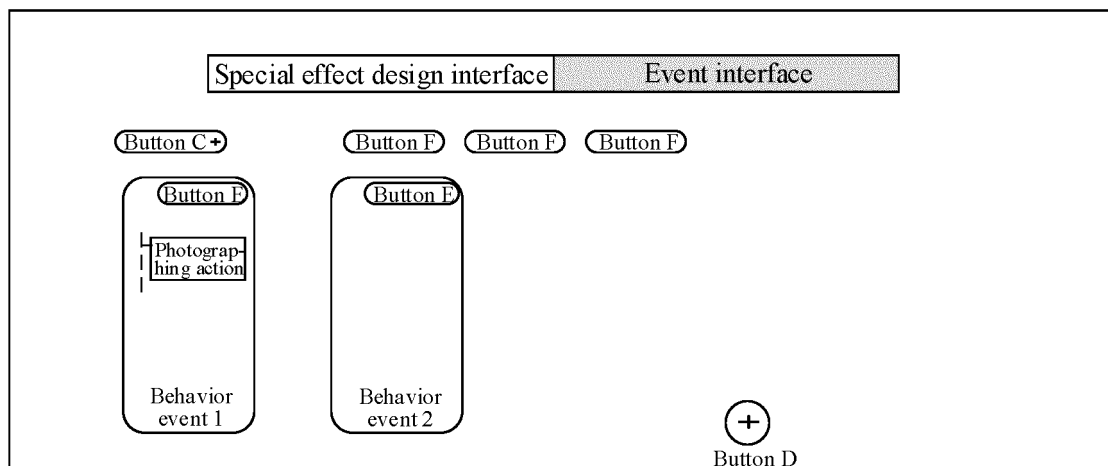 Special effect design interface Event interface
Button C+ Button F Button F Button F
Button E Button E
Photograp-
hing action
Behavior
event 1
Behavior
event 2
+
Button D